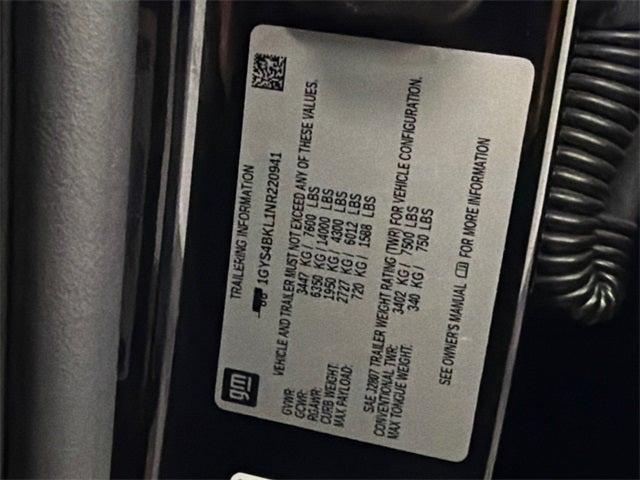 gm
TRAILERING INFORMATION
1GYS4BKL1NR220941
VEHICLE AND TRAILER MUST NOT EXCEED ANY OF THESE VALUES.
GVWR: 3447 KG / 7600 LBS
GCWR: 6350 KG / 14000 LBS
RGAWR: 1950 KG / 4300 LBS
CURB WEIGHT: 2727 KG / 6012 LBS
MAX PAYLOAD: 720 KG / 1588 LBS
SAE J2807 TRAILER WEIGHT RATING (TWR) FOR VEHICLE CONFIGURATION.
CONVENTIONAL TWR: 3402 KG / 7500 LBS
MAX TONGUE WEIGHT: 340 KG / 750 LBS
SEE OWNER'S MANUAL FOR MORE INFORMATION